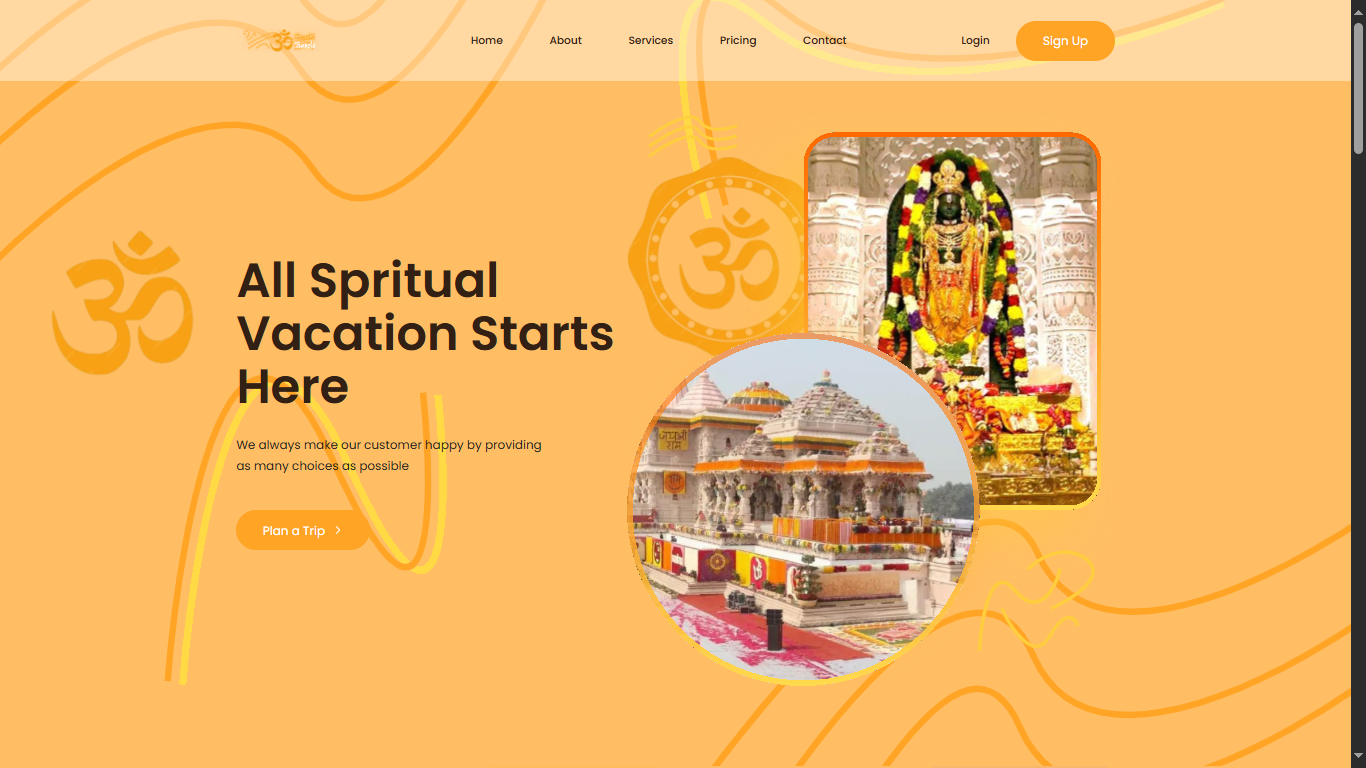 Home
About
Services
Pricing
Contact
Login
Sign Up
All Spritual
Vacation Starts
Here
We always make our customer happy by providing
as many choices as possible
Plan a Trip
ॐ
ॐ
जय श्री
राम